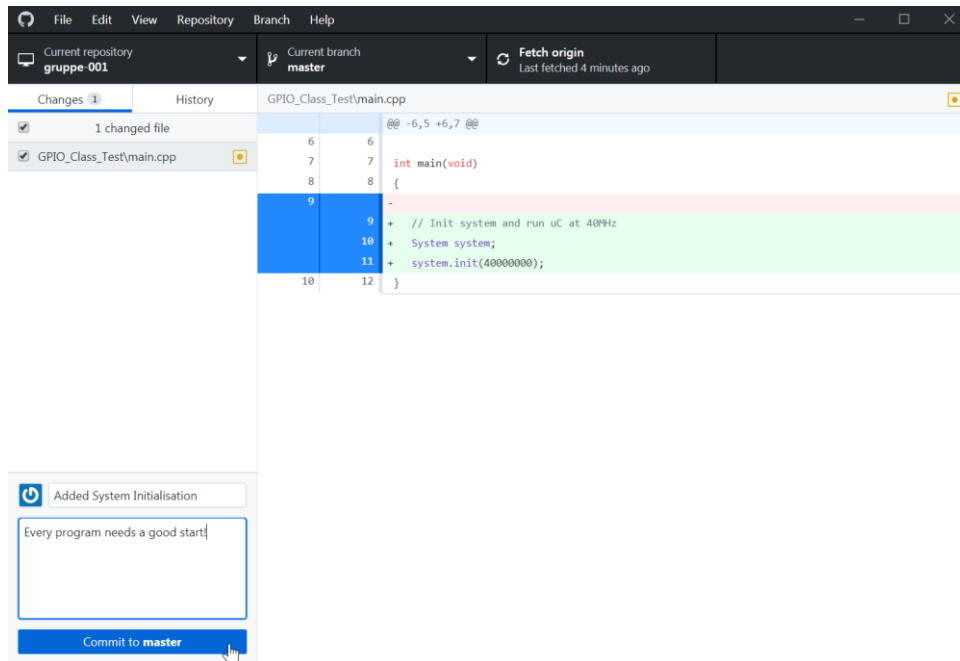 File Edit View Repository Branch Help
Current repository
gruppe-001
Current branch
master
Fetch origin
Last fetched 4 minutes ago
Changes 1
History
GPIO_Class_Test\main.cpp
1 changed file
GPIO_Class_Test\main.cpp
@@ -6,5 +6,7 @@
6 6
7 7 int main(void)
8 8 {
9 -
9 + // Init system and run uC at 40MHz
10 + System system;
11 + system.init(40000000);
10 12 }
Added System Initialisation
Every program needs a good start!
Commit to master